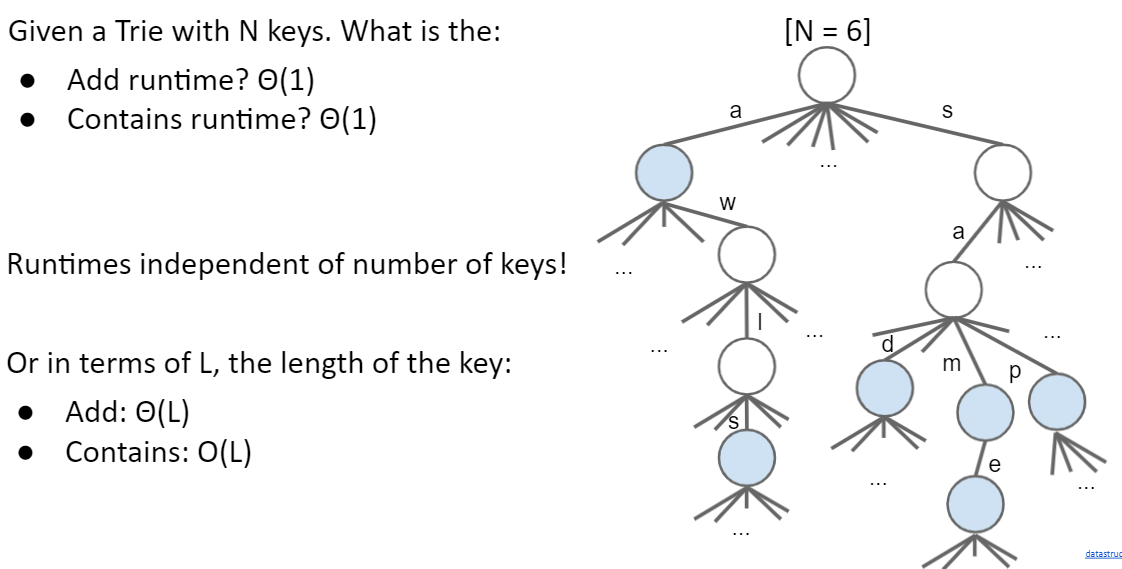 Given a Trie with N keys. What is the:
● Add runtime? Θ(1)
● Contains runtime? Θ(1)
Runtimes independent of number of keys!
Or in terms of L, the length of the key:
● Add: Θ(L)
● Contains: O(L)
[N = 6]
a
s
...
w
a
...
...
l
...
...
...
d
m
p
s
e
...
...
...
datastruc